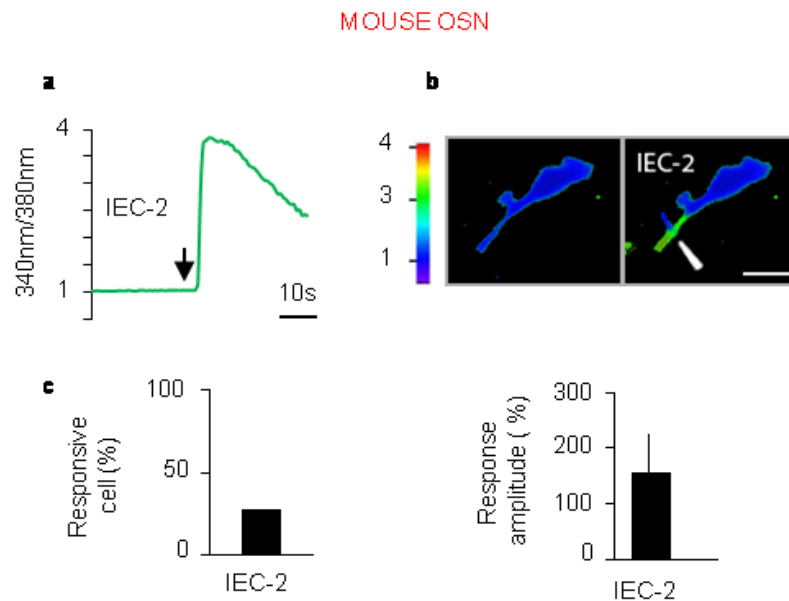 MOUSE OSN
a
4
340nm/380nm
IEC-2
1
10s
b
4
3
1
IEC-2
c
100
50
0
Responsive
cell (%)
IEC-2
300
200
100
0
Response
amplitude ( %)
IEC-2